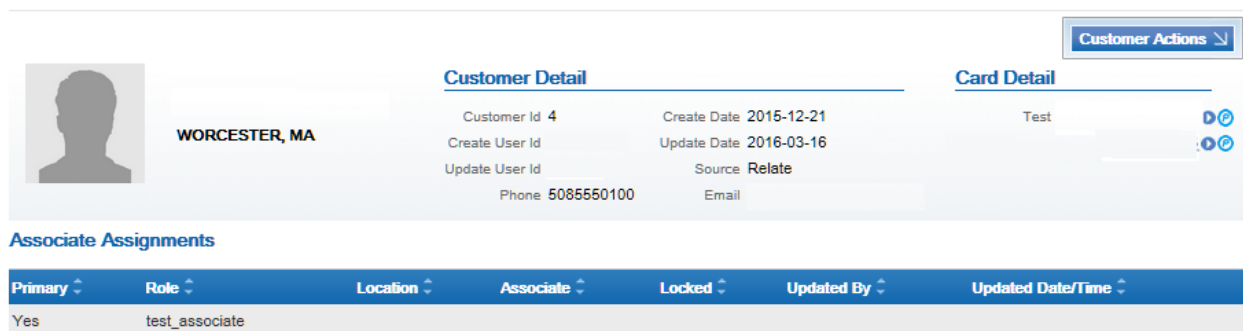 Customer Actions
WORCESTER, MA
Customer Detail
Customer Id 4 Create Date 2015-12-21
Create User Id Update Date 2016-03-16
Update User Id Source Relate
Phone 5085550100 Email
Card Detail
Test
Associate Assignments
Primary Role Location Associate Locked Updated By Updated Date/Time
Yes test_associate